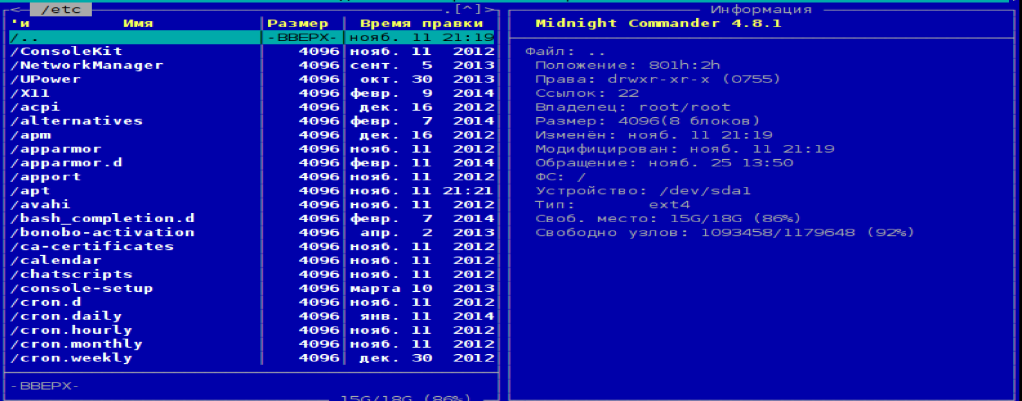 /etc .[^]>
'и Имя Размер Время правки
/.. -ВВЕРХ- нояб. 11 21:19
/ConsoleKit 4096 нояб. 11 2012
/NetworkManager 4096 сент. 5 2013
/UPower 4096 окт. 30 2013
/X11 4096 февр. 9 2014
/acpi 4096 дек. 16 2012
/alternatives 4096 февр. 7 2014
/apm 4096 дек. 16 2012
/apparmor 4096 нояб. 11 2012
/apparmor.d 4096 февр. 11 2014
/apport 4096 нояб. 11 2012
/apt 4096 нояб. 11 21:21
/avahi 4096 нояб. 11 2012
/bash_completion.d 4096 февр. 7 2014
/bonobo-activation 4096 апр. 2 2013
/ca-certificates 4096 нояб. 11 2012
/calendar 4096 нояб. 11 2012
/chatscripts 4096 нояб. 11 2012
/console-setup 4096 марта 10 2013
/cron.d 4096 нояб. 11 2012
/cron.daily 4096 янв. 11 2014
/cron.hourly 4096 нояб. 11 2012
/cron.monthly 4096 нояб. 11 2012
/cron.weekly 4096 дек. 30 2012
-ВВЕРХ-
15G/18G (86%)
Информация
Midnight Commander 4.8.1
Файл: ..
Положение: 801h:2h
Права: drwxr-xr-x (0755)
Ссылок: 22
Владелец: root/root
Размер: 4096(8 блоков)
Изменён: нояб. 11 21:19
Модифицирован: нояб. 11 21:19
Обращение: нояб. 25 13:50
ФС: /
Устройство: /dev/sda1
Тип: ext4
Своб. место: 15G/18G (86%)
Свободно узлов: 1093458/1179648 (92%)